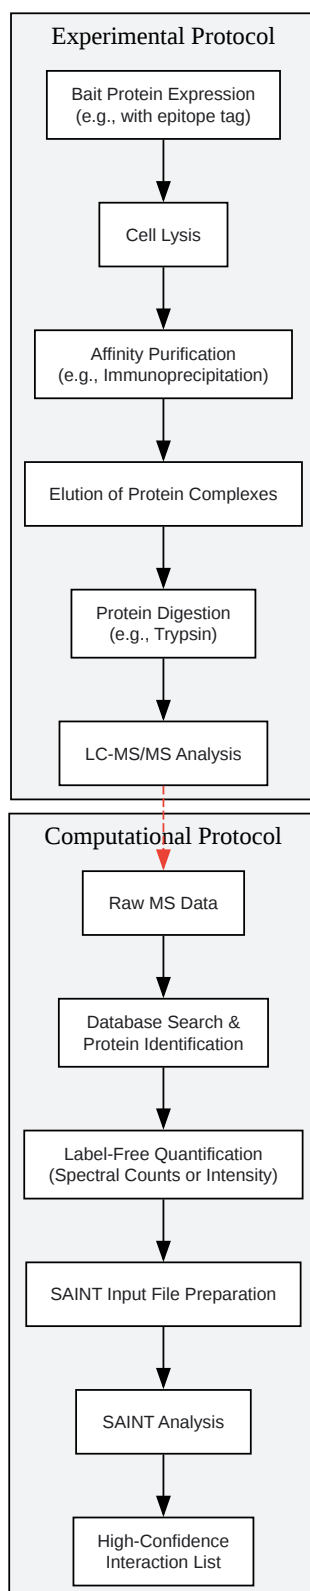 Experimental Protocol
Bait Protein Expression
(e.g., with epitope tag)
Cell Lysis
Affinity Purification
(e.g., Immunoprecipitation)
Elution of Protein Complexes
Protein Digestion
(e.g., Trypsin)
LC-MS/MS Analysis
Computational Protocol
Raw MS Data
Database Search &
Protein Identification
Label-Free Quantification
(Spectral Counts or Intensity)
SAINT Input File Preparation
SAINT Analysis
High-Confidence
Interaction List